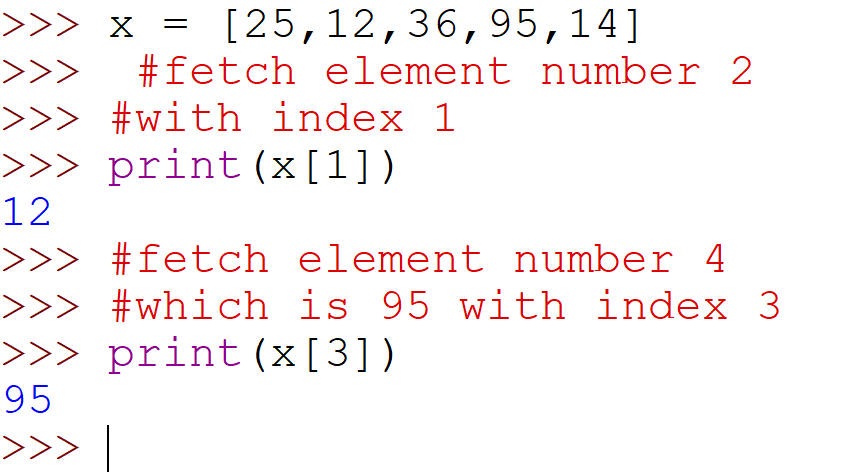 >>> x = [25,12,36,95,14]
>>>  #fetch element number 2
>>> #with index 1
>>> print(x[1])
12
>>> #fetch element number 4
>>> #which is 95 with index 3
>>> print(x[3])
95
>>>